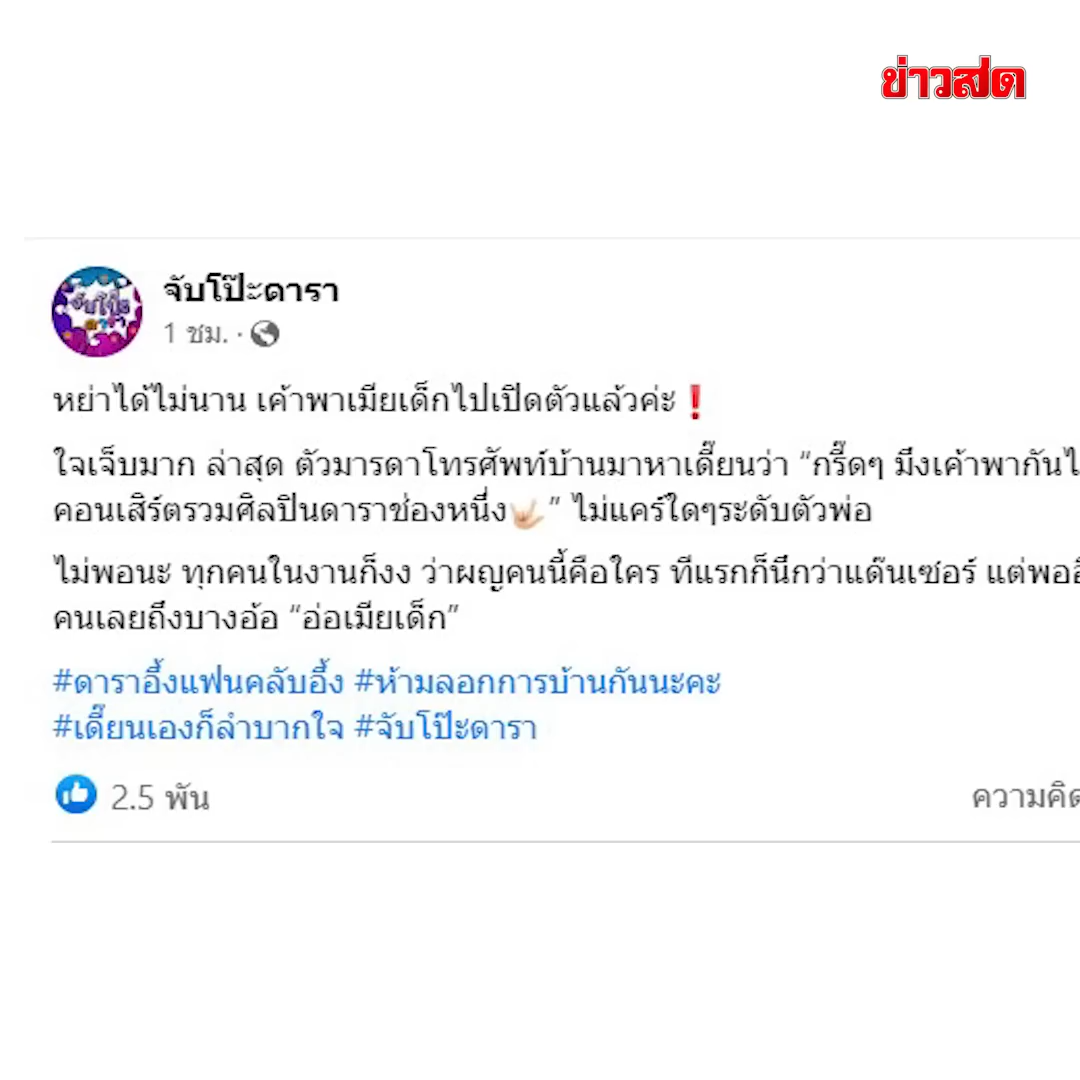 ข่าวสด
จับโป๊ะดารา
1 ชม. ·
หย่าได้ไม่นาน เค้าพาเมียเด็กไปเปิดตัวแล้วค่ะ❗
ใจเจ็บมาก ล่าสุด ตัวมารดาโทรศัพท์บ้านมาหาเดี๊ยนว่า “กรี๊ดๆ มึงเค้าพากัน
คอนเสิร์ตรวมศิลปินดาราช่องหนึ่ง🤟🏻” ไม่แคร์ใดๆระดับตัวพ่อ
ไม่พอนะ ทุกคนในงานก็งง ว่าผญคนนี้คือใคร ทีแรกก็นึกว่าแด๊นเซ่อร์ แต่พอ
คนเลยถึงบางอ้อ “อ่อเมียเด็ก”
#ดาราอึ้งแฟนคลับอึ้ง #ห้ามลอกการบ้านกันนะคะ
#เดี๊ยนเองก็ลำบากใจ #จับโป๊ะดารา
2.5 พัน
ความคิด